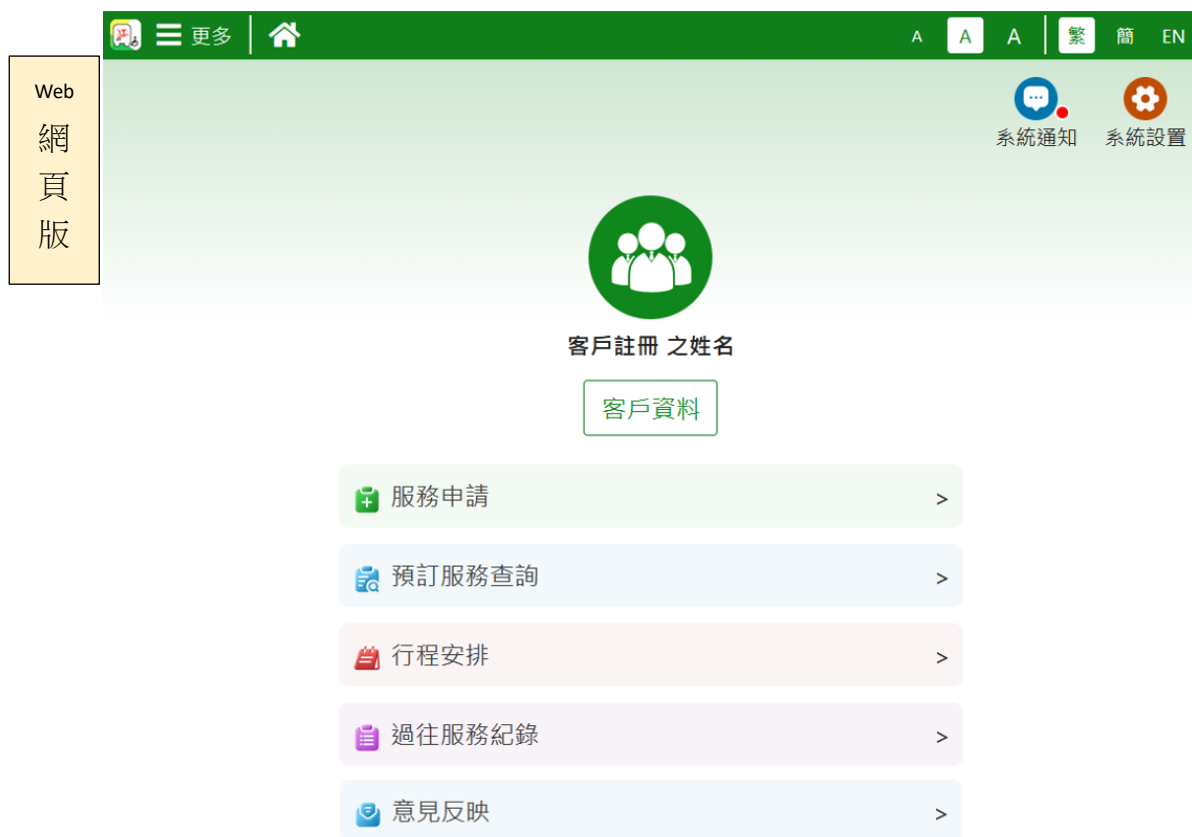 更多
A A A 繁 簡 EN
Web
網
頁
版
系統通知 系統設置
客戶註冊 之姓名
客戶資料
服務申請 >
預訂服務查詢 >
行程安排 >
過往服務紀錄 >
意見反映 >